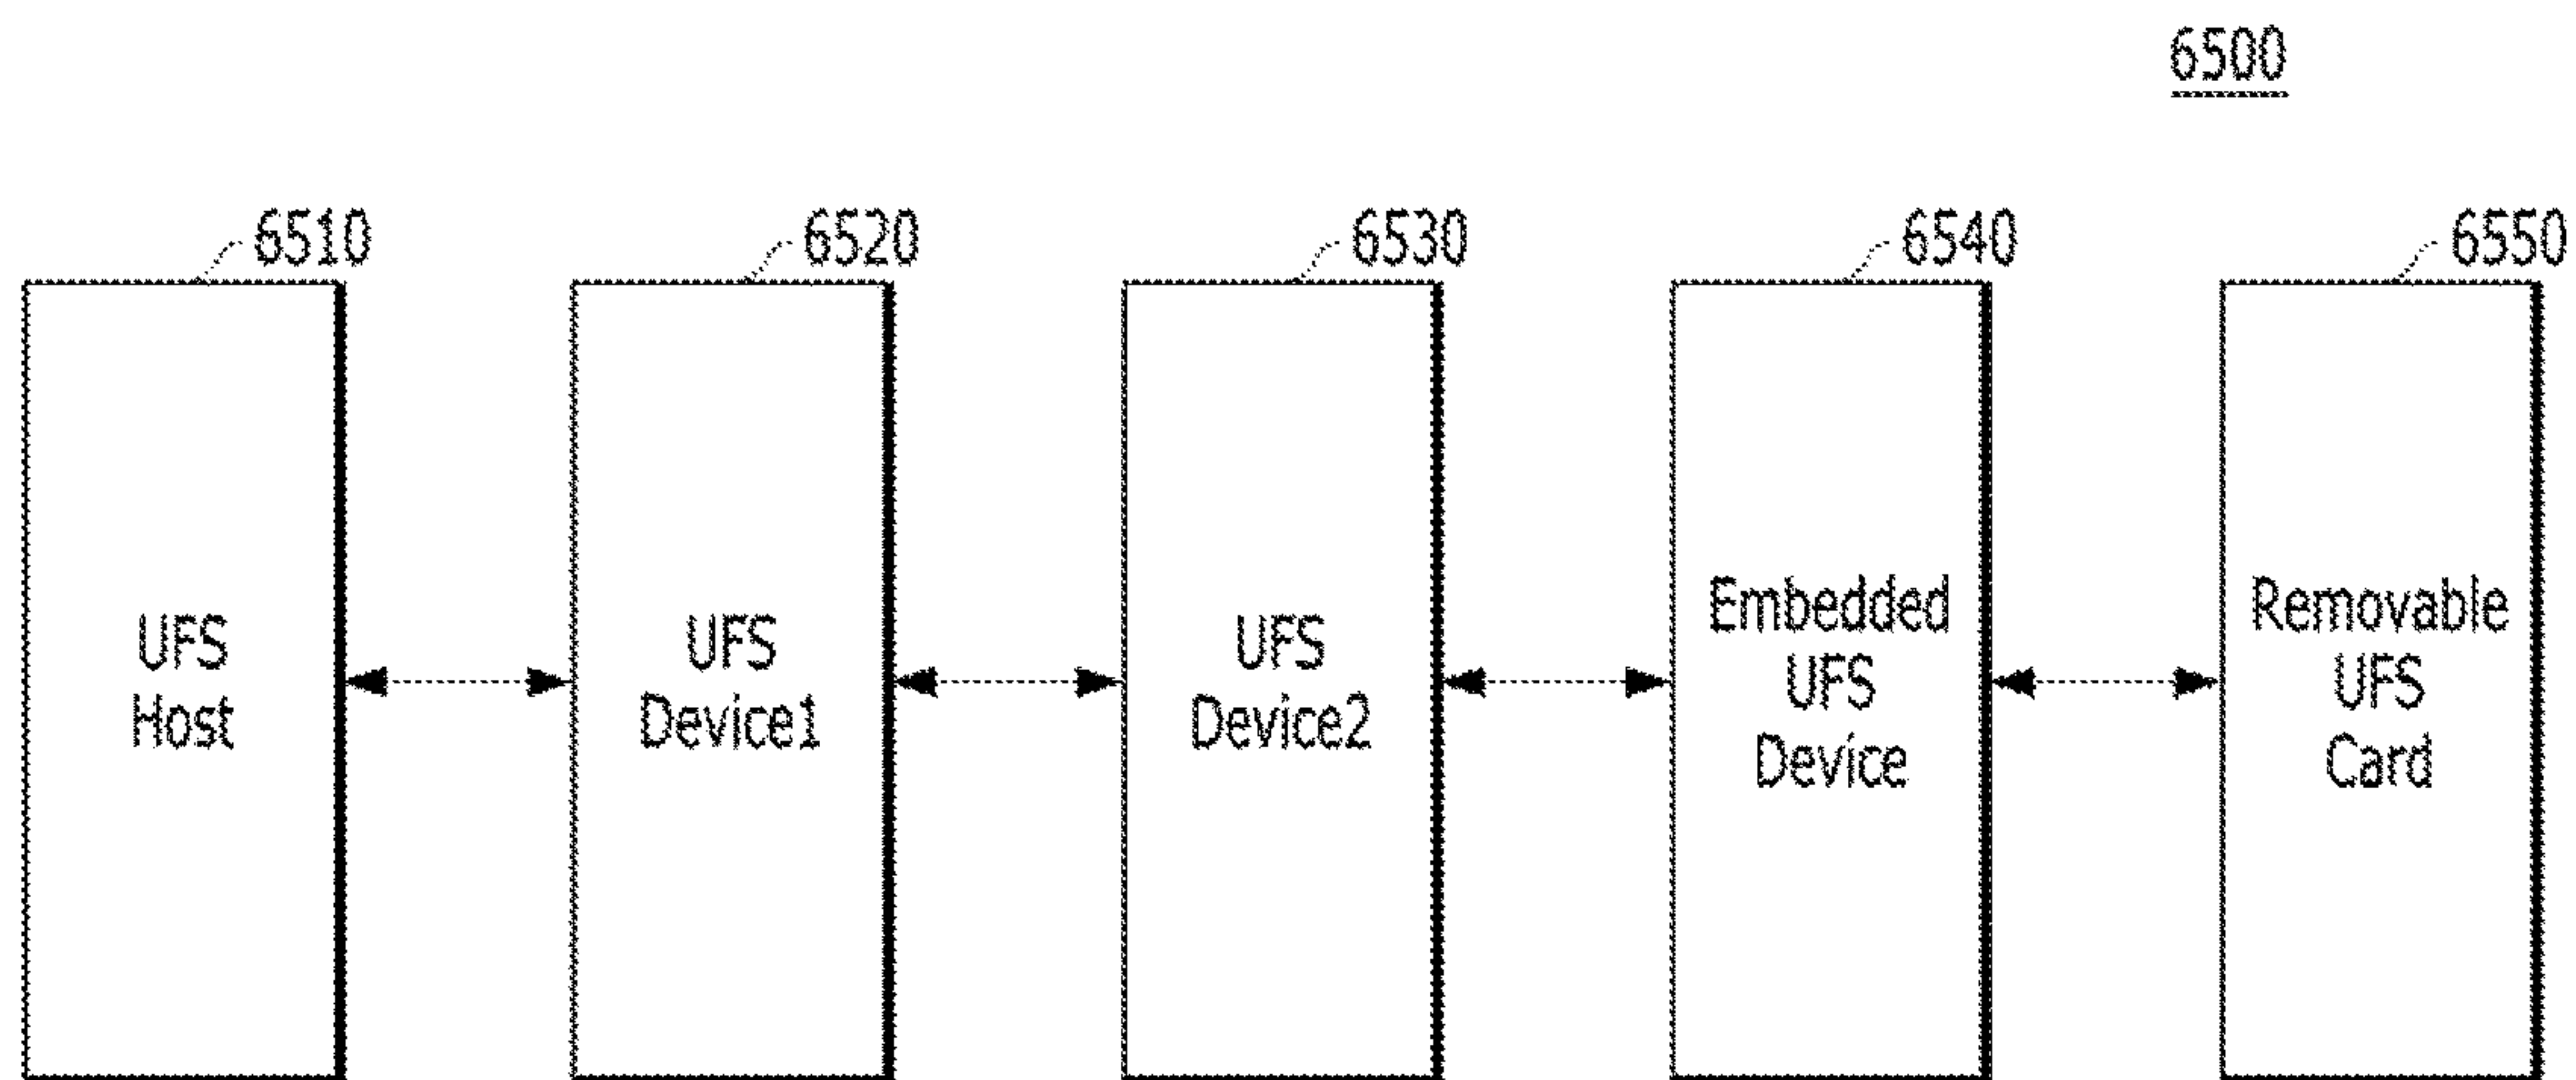 6500
6510
6520
6530
6540
6550
UFS
Host
UFS
Device1
UFS
Device2
Embedded
UFS
Device
Removable
UFS
Card